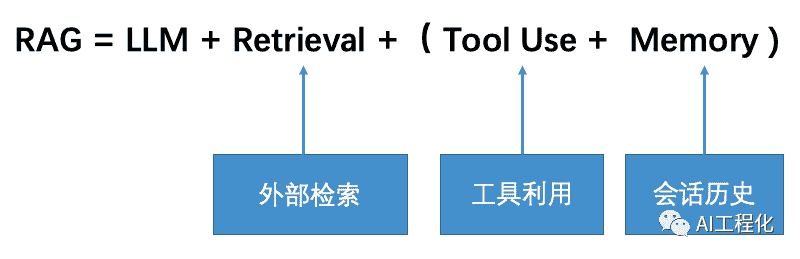 RAG = LLM + Retrieval + ( Tool Use + Memory )
外部检索
工具利用
会话历史
AI工程化